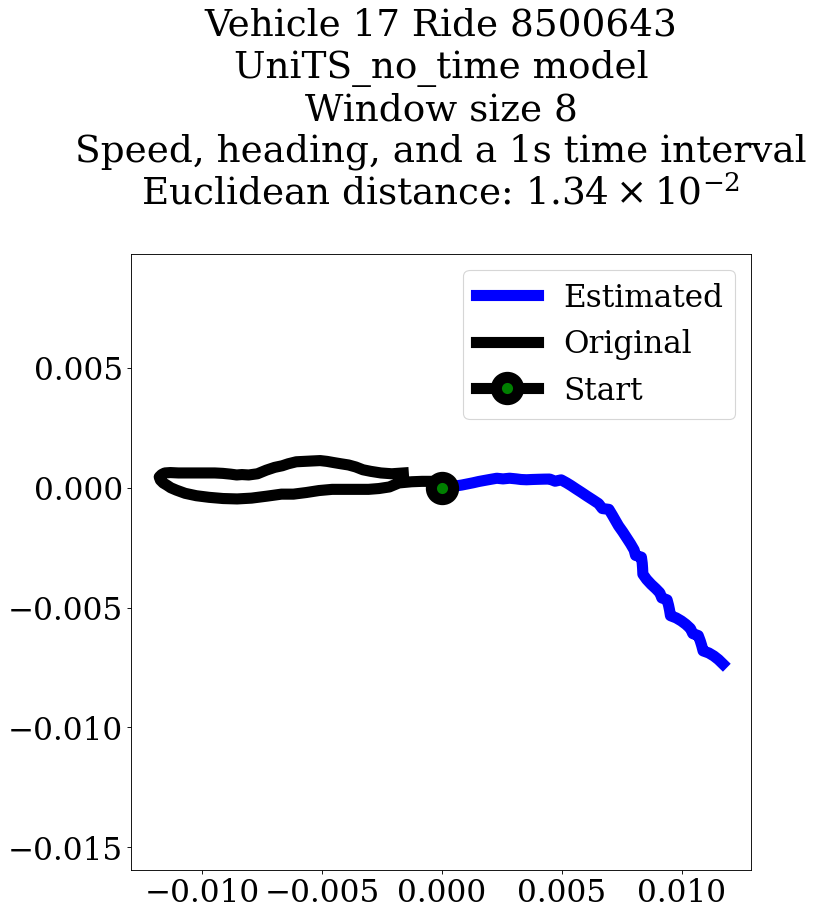 Vehicle 17 Ride 8500643
UniTS_no_time model
Window size 8
Speed, heading, and a 1s time interval
Euclidean distance: 1.34 × 10⁻²
Estimated
Original
Start
0.005
0.000
−0.005
−0.010
−0.015
−0.010 −0.005 0.000 0.005 0.010